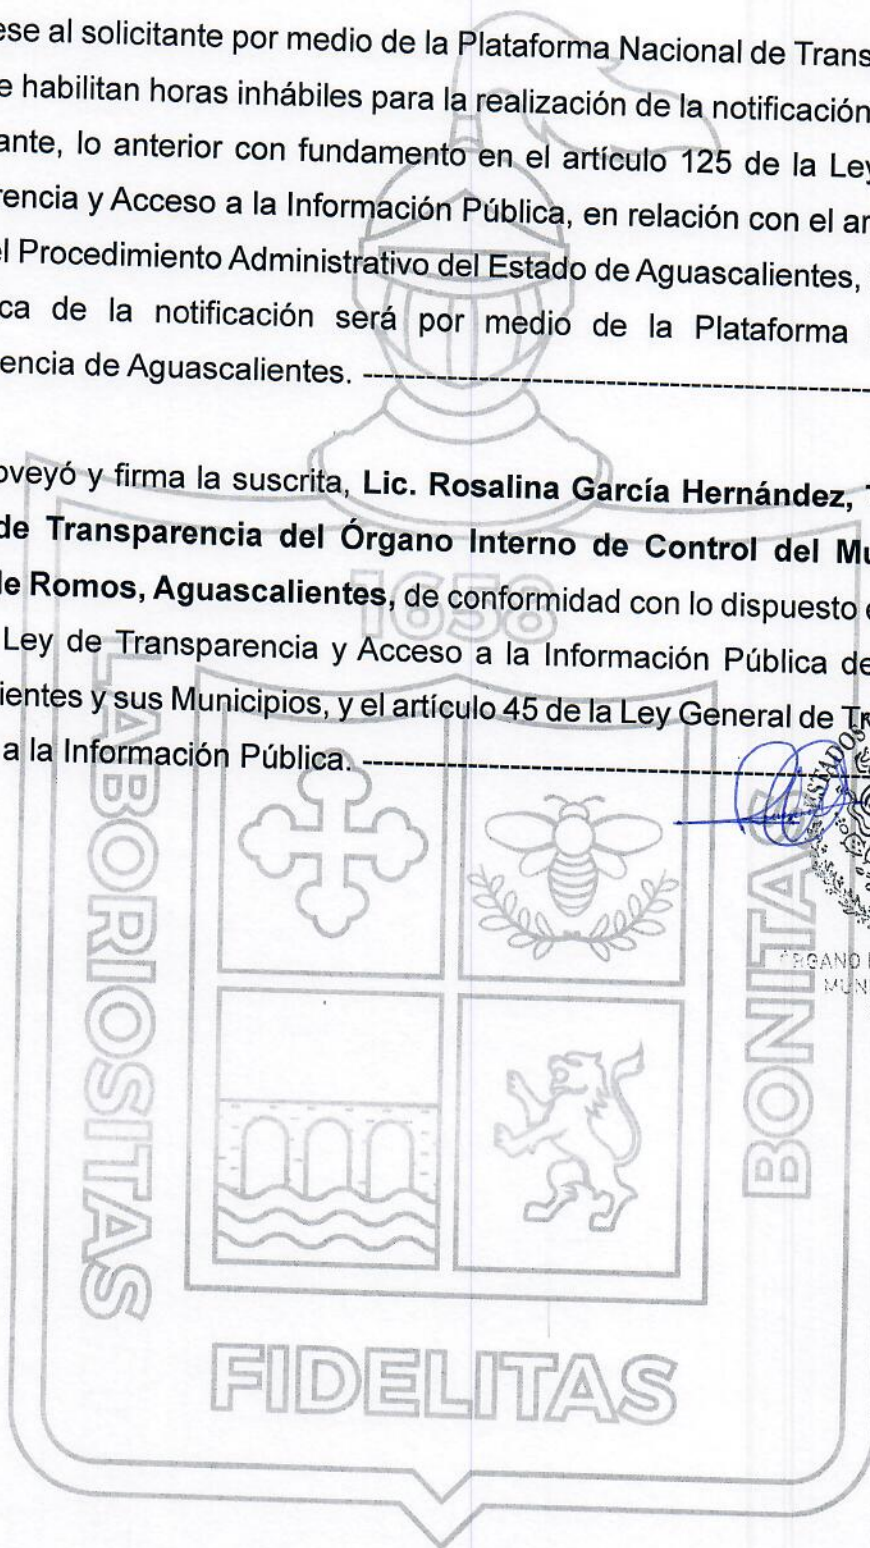 ese al solicitante por medio de la Plataforma Nacional de Trans
e habilitan horas inhábiles para la realización de la notificación
ante, lo anterior con fundamento en el artículo 125 de la Ley
rencia y Acceso a la Información Pública, en relación con el ar
el Procedimiento Administrativo del Estado de Aguascalientes,
ca de la notificación será por medio de la Plataforma
encia de Aguascalientes. ----------------------------------------
oveyó y firma la suscrita, Lic. Rosalina García Hernández, T
de Transparencia del Órgano Interno de Control del Mu
de Romos, Aguascalientes, de conformidad con lo dispuesto e
Ley de Transparencia y Acceso a la Información Pública de
ientes y sus Municipios, y el artículo 45 de la Ley General de Tr
a la Información Pública. ----------------------------------------
1658
LABORIOSITAS
BONITAS
FIDELITAS
ESTADOS
ÓRGANO
MUN